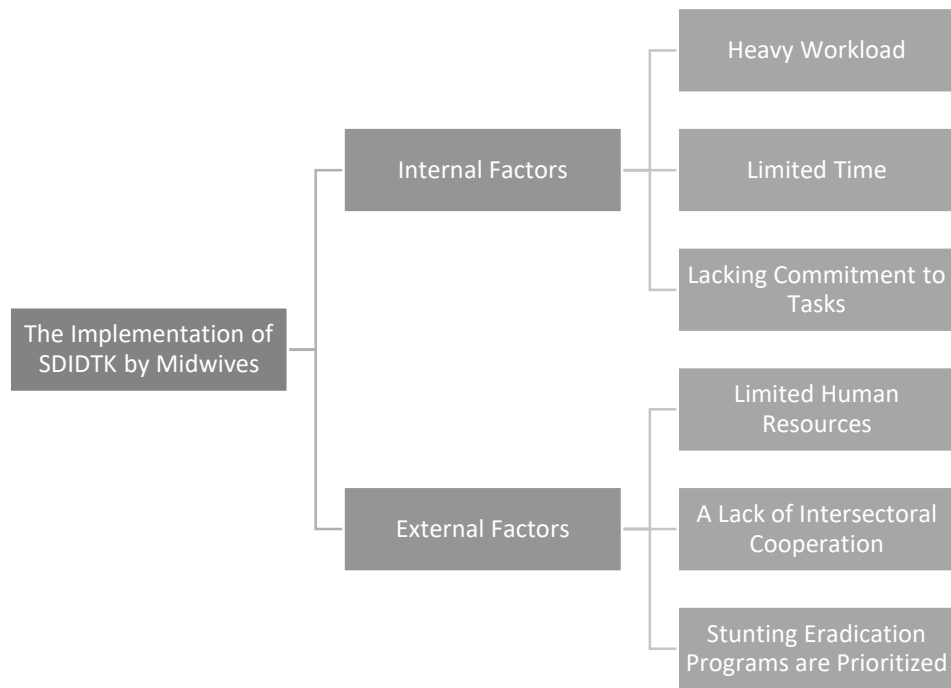 The Implementation of
SDIDTK by Midwives
Internal Factors
Heavy Workload
Limited Time
Lacking Commitment to
Tasks
External Factors
Limited Human
Resources
A Lack of Intersectoral
Cooperation
Stunting Eradication
Programs are Prioritized